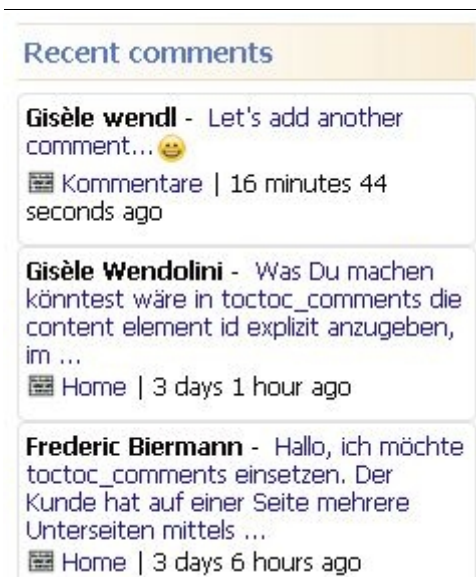 Recent comments
Gisèle wendl - Let's add another
comment...
Kommentare | 16 minutes 44
seconds ago
Gisèle Wendolini - Was Du machen
könntest wäre in toctoc_comments die
content element id explizit anzugeben,
im ...
Home | 3 days 1 hour ago
Frederic Biermann - Hallo, ich möchte
toctoc_comments einsetzen. Der
Kunde hat auf einer Seite mehrere
Unterseiten mittels ...
Home | 3 days 6 hours ago